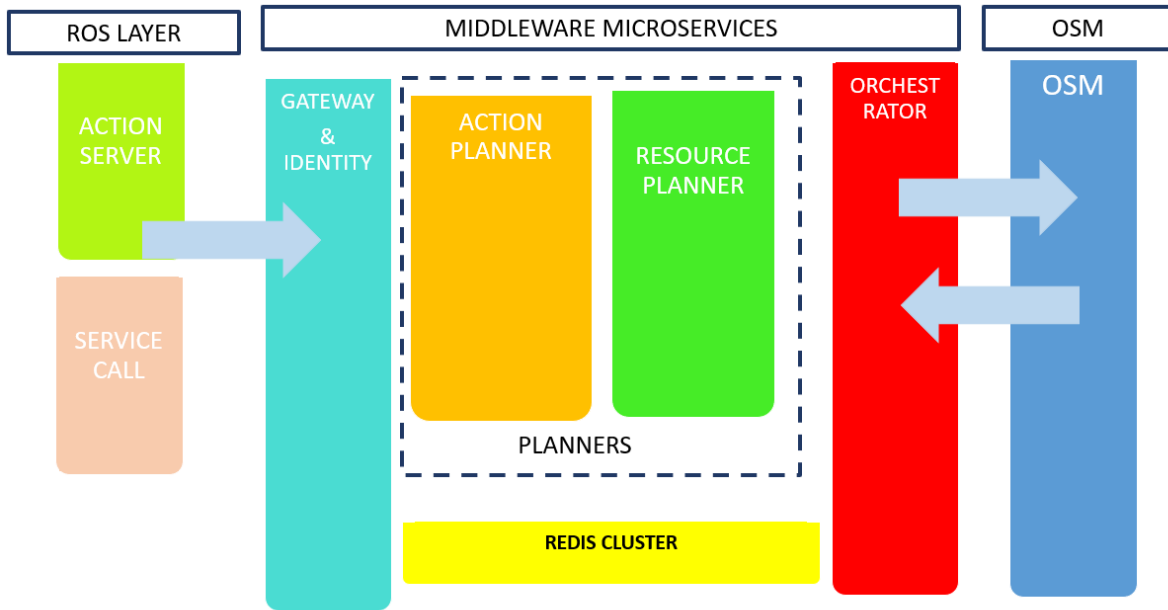 ROS LAYER
MIDDLEWARE MICROSERVICES
OSM
ACTION
SERVER
SERVICE
CALL
GATEWAY
&
IDENTITY
ACTION
PLANNER
RESOURCE
PLANNER
PLANNERS
REDIS CLUSTER
ORCHEST
RATOR
OSM